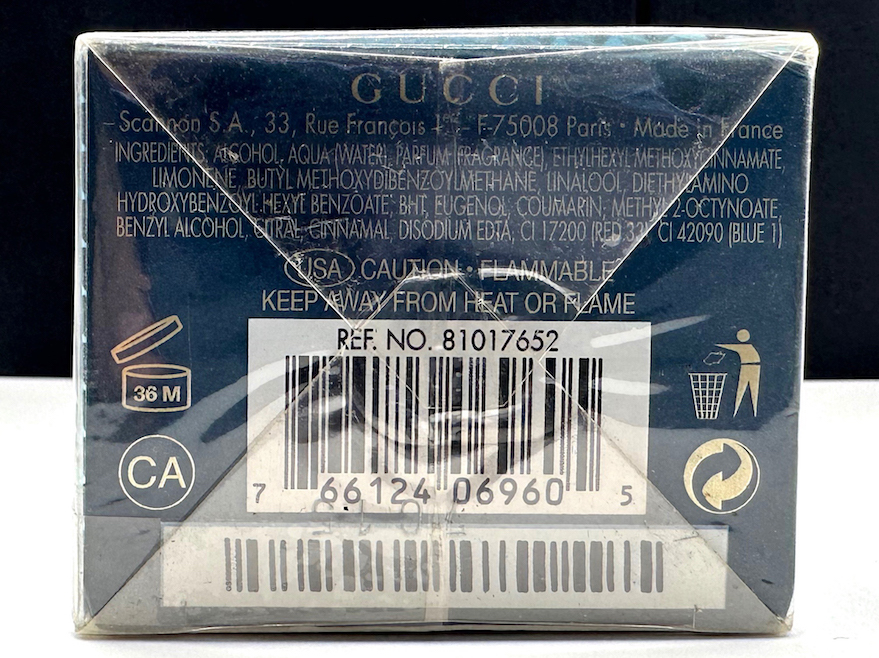 GUCCI
Scannon S.A., 33, Rue François 1er - F-75008 Paris • Made in France
INGREDIENTS: ALCOHOL, AQUA (WATER), PARFUM (FRAGRANCE), ETHYLHEXYL METHOXYCINNAMATE,
LIMONENE, BUTYL METHOXYDIBENZOYLMETHANE, LINALOOL, DIETHYLAMINO
HYDROXYBENZOYL HEXYL BENZOATE, BHT, EUGENOL, COUMARIN, METHYL 2-OCTYNOATE,
BENZYL ALCOHOL, CITRAL, CINNAMAL, DISODIUM EDTA, CI 17200 (RED 33), CI 42090 (BLUE 1)
USA CAUTION • FLAMMABLE
KEEP AWAY FROM HEAT OR FLAME
REF. NO. 81017652
36 M
CA
7 66124 06960 5